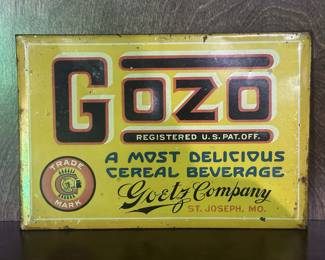 GOZO
REGISTERED U.S. PAT. OFF.
A MOST DELICIOUS
CEREAL BEVERAGE
TRADE
MARK
Goetz Company
ST. JOSEPH, MO.